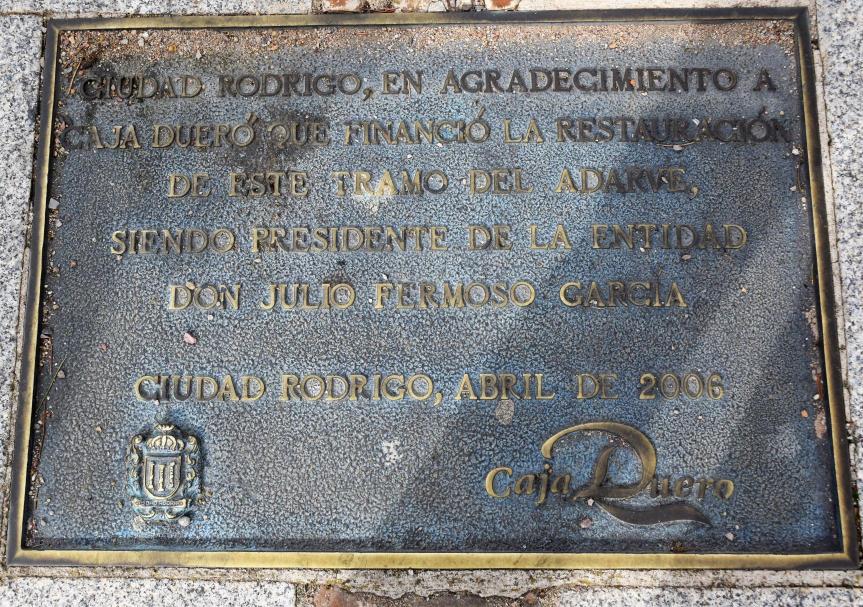 CIUDAD RODRIGO, EN AGRADECIMIENTO A
CAJA DUERO QUE FINANCIÓ LA RESTAURACIÓN
DE ESTE TRAMO DEL ADARVE,
SIENDO PRESIDENTE DE LA ENTIDAD
DON JULIO FERMOSO GARCÍA
CIUDAD RODRIGO, ABRIL DE 2006
Caja Duero